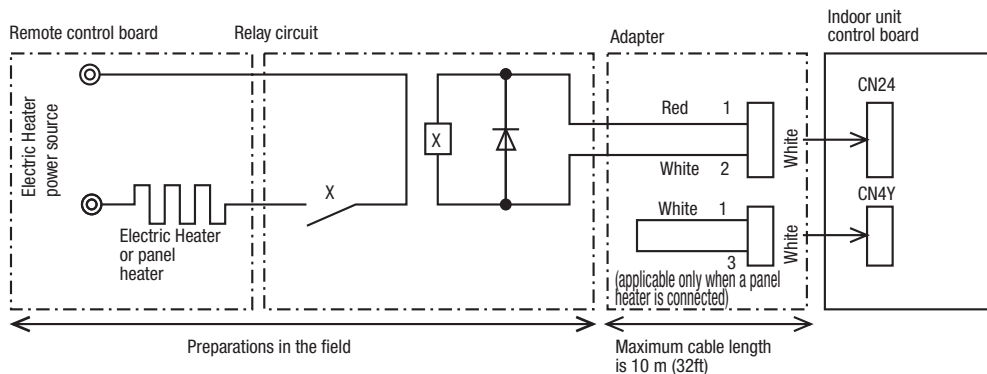 Remote control board
Relay circuit
Adapter
Indoor unit
control board
Electric Heater
power source
Electric Heater
or panel
heater
X
X
Red 1
White 2
White
White 1
3
White
(applicable only when a panel
heater is connected)
CN24
CN4Y
Preparations in the field
Maximum cable length
is 10 m (32ft)